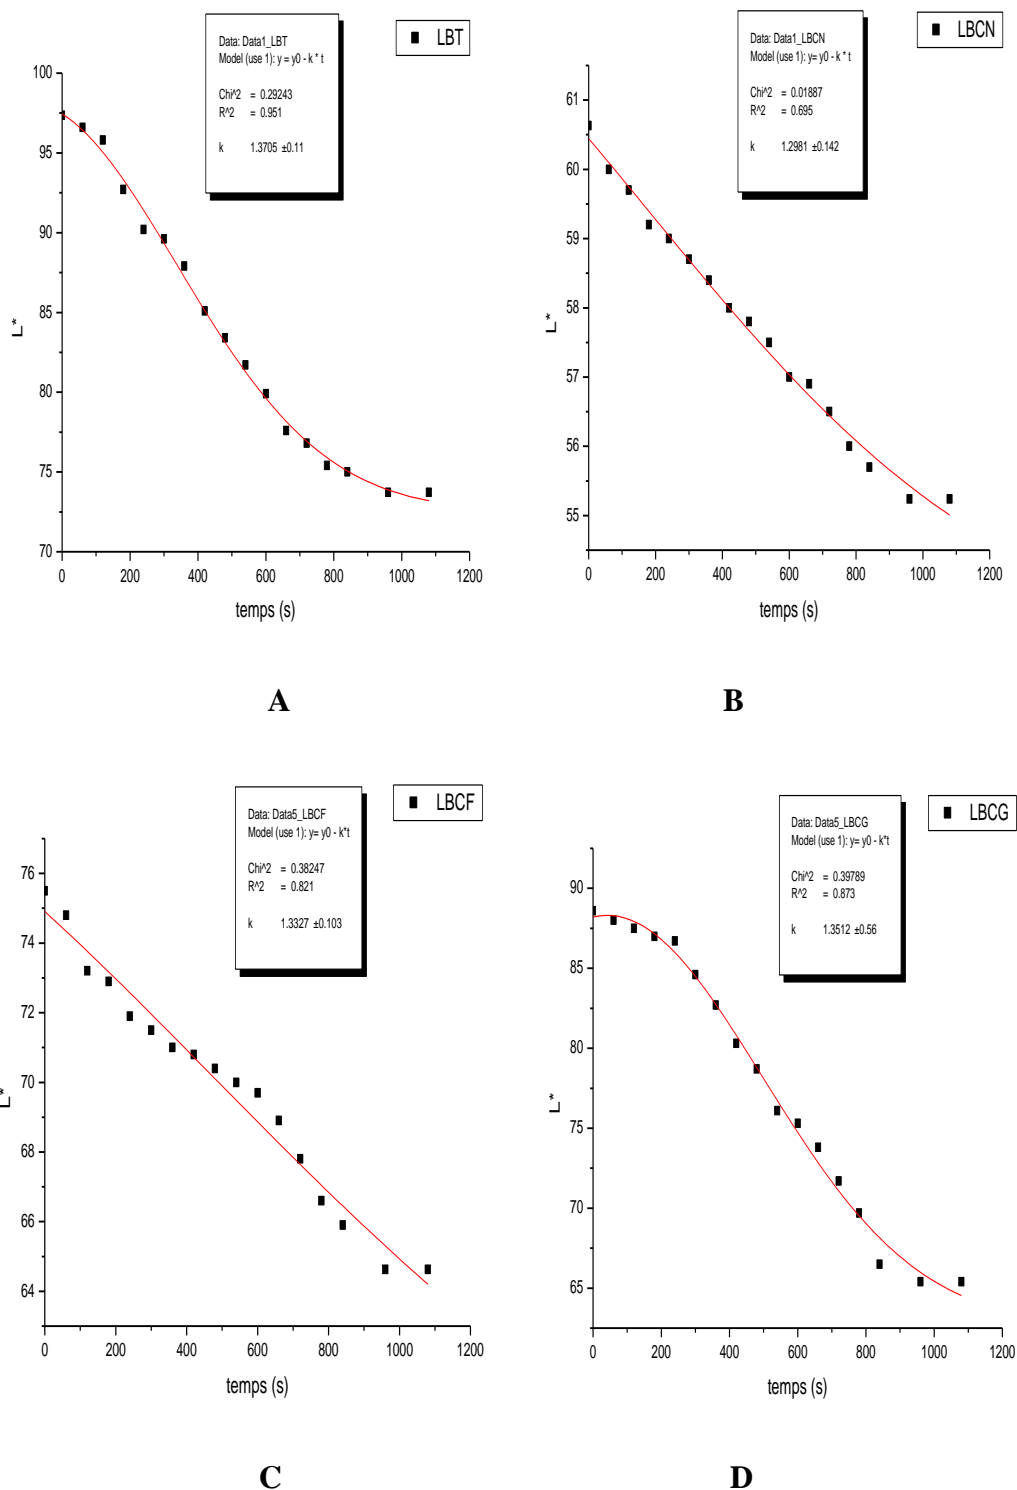 LBT
Data: Data1_LBT
Model (use 1): y = y0 - k * t
Chi^2 = 0.29243
R^2 = 0.951
k 1.3705 ±0.11
100
95
90
85
80
75
70
L*
0 200 400 600 800 1000 1200
temps (s)
A
LBCN
Data: Data1_LBCN
Model (use 1): y= y0 - k * t
Chi^2 = 0.01887
R^2 = 0.695
k 1.2981 ±0.142
61
60
59
58
57
56
55
L*
0 200 400 600 800 1000 1200
temps (s)
B
LBCF
Data: Data5_LBCF
Model (use 1): y= y0 - k*t
Chi^2 = 0.38247
R^2 = 0.821
k 1.3327 ±0.103
76
74
72
70
68
66
64
L*
0 200 400 600 800 1000 1200
temps (s)
C
LBCG
Data: Data5_LBCG
Model (use 1): y= y0 - k*t
Chi^2 = 0.39789
R^2 = 0.873
k 1.3512 ±0.56
90
85
80
75
70
65
L*
0 200 400 600 800 1000 1200
temps (s)
D